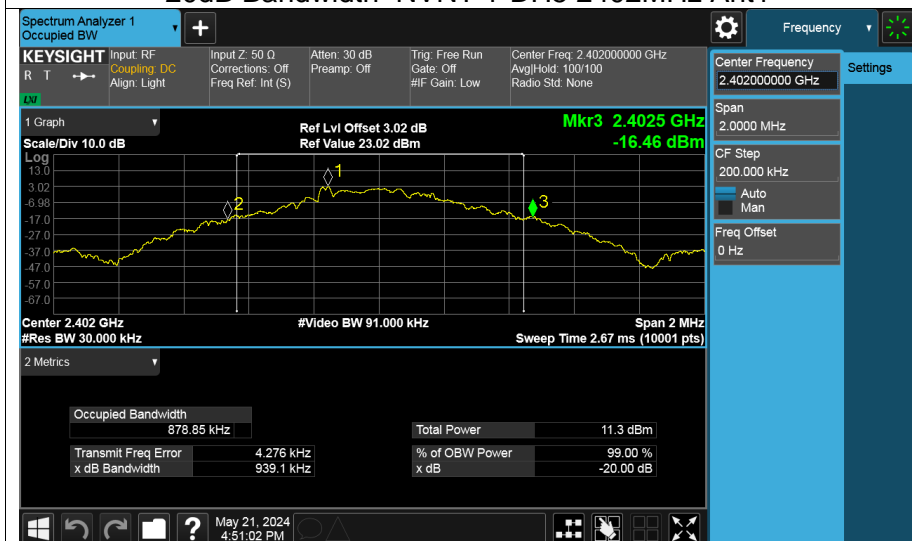 Spectrum Analyzer 1
Occupied BW
+
Frequency
KEYSIGHT
R T
LXI
Input: RF
Coupling: DC
Align: Light
Input Z: 50 Ω
Corrections: Off
Freq Ref: Int (S)
Atten: 30 dB
Preamp: Off
Trig: Free Run
Gate: Off
#IF Gain: Low
Center Freq: 2.402000000 GHz
Avg|Hold: 100/100
Radio Std: None
Center Frequency
2.402000000 GHz
Settings
Span
2.0000 MHz
CF Step
200.000 kHz
Auto
Man
Freq Offset
0 Hz
1 Graph
Scale/Div 10.0 dB
Ref Lvl Offset 3.02 dB
Ref Value 23.02 dBm
Mkr3 2.4025 GHz
-16.46 dBm
Log
13.0
3.02
-6.98
-17.0
-27.0
-37.0
-47.0
-57.0
-67.0
1
2
3
Center 2.402 GHz
#Res BW 30.000 kHz
#Video BW 91.000 kHz
Span 2 MHz
Sweep Time 2.67 ms (10001 pts)
2 Metrics
Occupied Bandwidth
878.85 kHz
Total Power 11.3 dBm
Transmit Freq Error 4.276 kHz
% of OBW Power 99.00 %
x dB Bandwidth 939.1 kHz
x dB -20.00 dB
?
May 21, 2024
4:51:02 PM